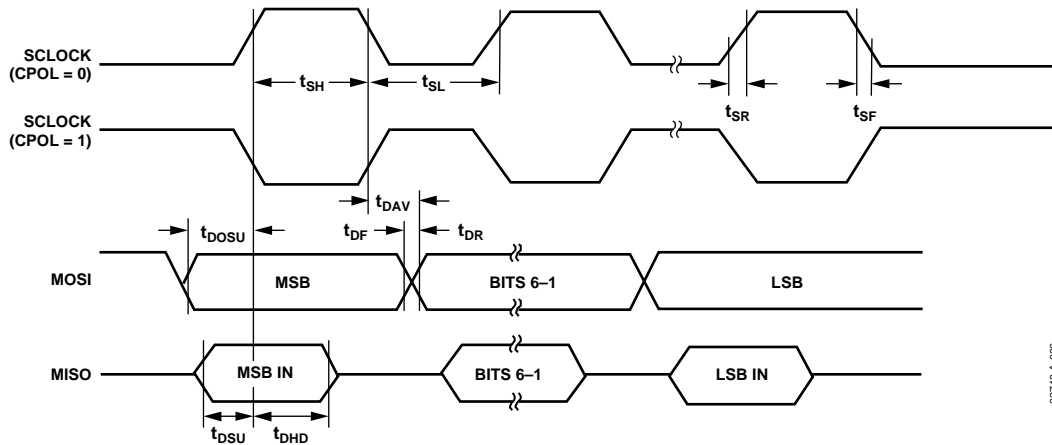 SCLOCK
(CPOL = 0)
tSH
tSL
tSR
tSF
SCLOCK
(CPOL = 1)
tDAV
tDOSU
tDF
tDR
MOSI
MSB
BITS 6–1
LSB
MISO
MSB IN
BITS 6–1
LSB IN
tDSU
tDHD